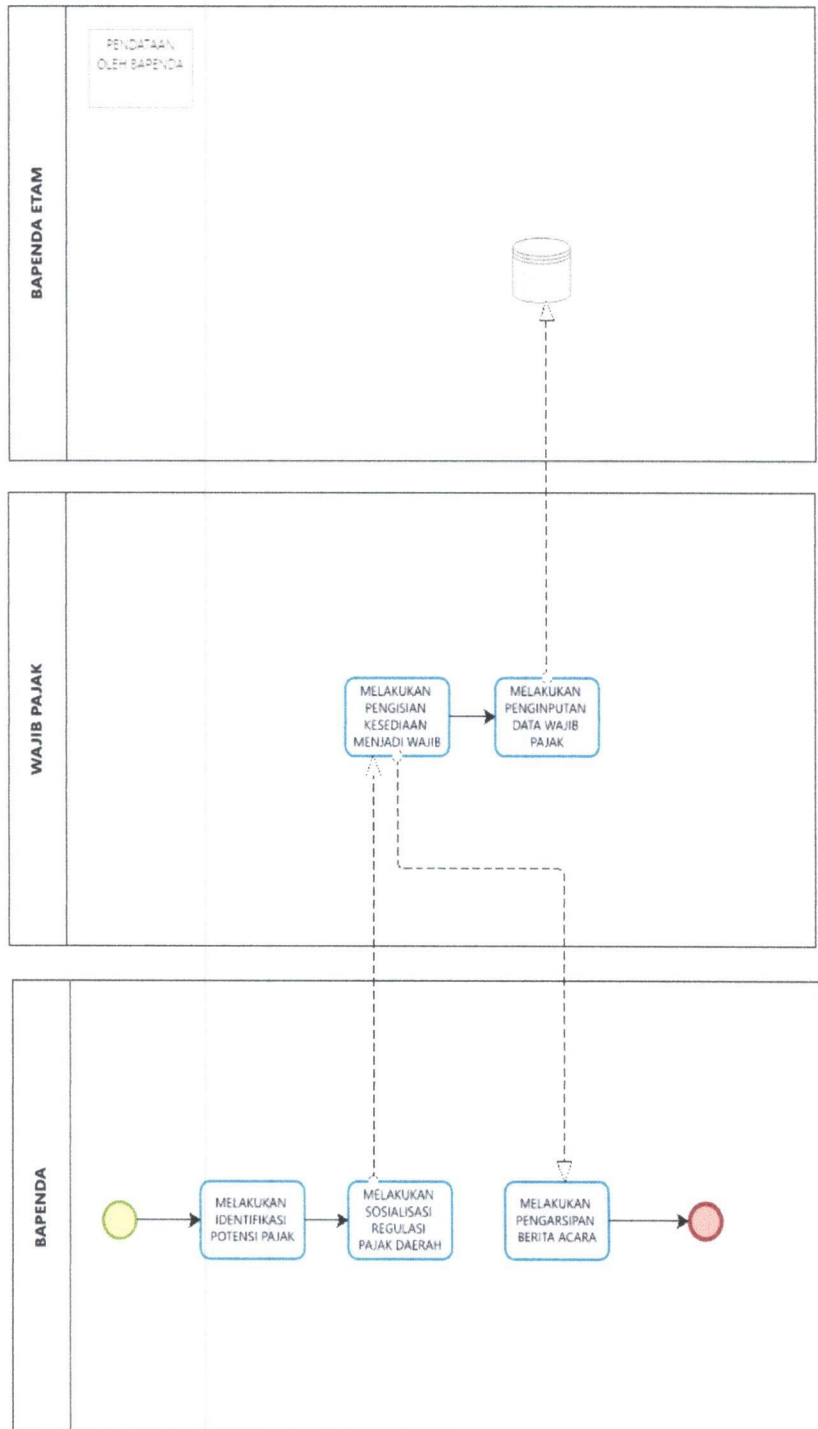 PENDATAAN
OLEH BAPENDA
BAPENDA ETAM
WAJIB PAJAK
MELAKUKAN
PENGISIAN
KESEDIAAN
MENJADI WAJIB
MELAKUKAN
PENGINPUTAN
DATA WAJIB
PAJAK
BAPENDA
MELAKUKAN
IDENTIFIKASI
POTENSI PAJAK
MELAKUKAN
SOSIALISASI
REGULASI
PAJAK DAERAH
MELAKUKAN
PENGARSIPAN
BERITA ACARA